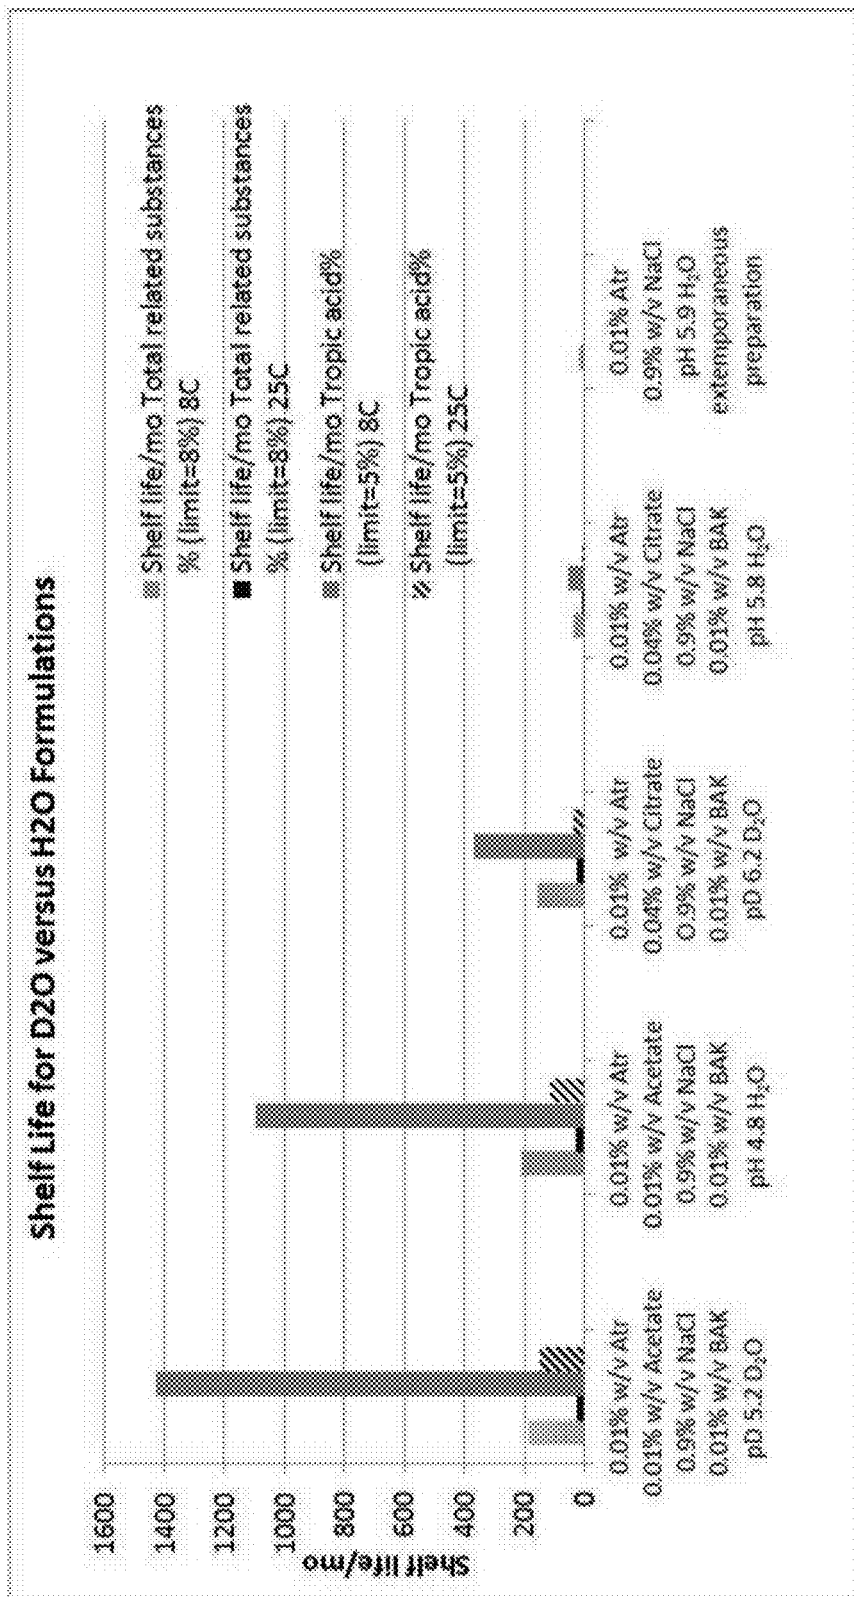 Shelf Life for D2O versus H2O Formulations
1600
1400
1200
1000
800
600
400
200
0
Shelf life/mo
Shelf life/mo Total related substances
% (limit=8%) 8C
Shelf life/mo Total related substances
% (limit=8%) 25C
Shelf life/mo Tropic acid%
(limit=5%) 8C
Shelf life/mo Tropic acid%
(limit=5%) 25C
0.01% w/v Atr
0.01% w/v Acetate
0.9% w/v NaCl
0.01% w/v BAK
pD 5.2 D₂O
0.01% w/v Atr
0.01% w/v Acetate
0.9% w/v NaCl
0.01% w/v BAK
pH 4.8 H₂O
0.01% w/v Atr
0.04% w/v Citrate
0.9% w/v NaCl
0.01% w/v BAK
pD 6.2 D₂O
0.01% w/v Atr
0.04% w/v Citrate
0.9% w/v NaCl
0.01% w/v BAK
pH 5.8 H₂O
0.01% Atr
0.9% w/v NaCl
pH 5.9 H₂O
extemporaneous
preparation